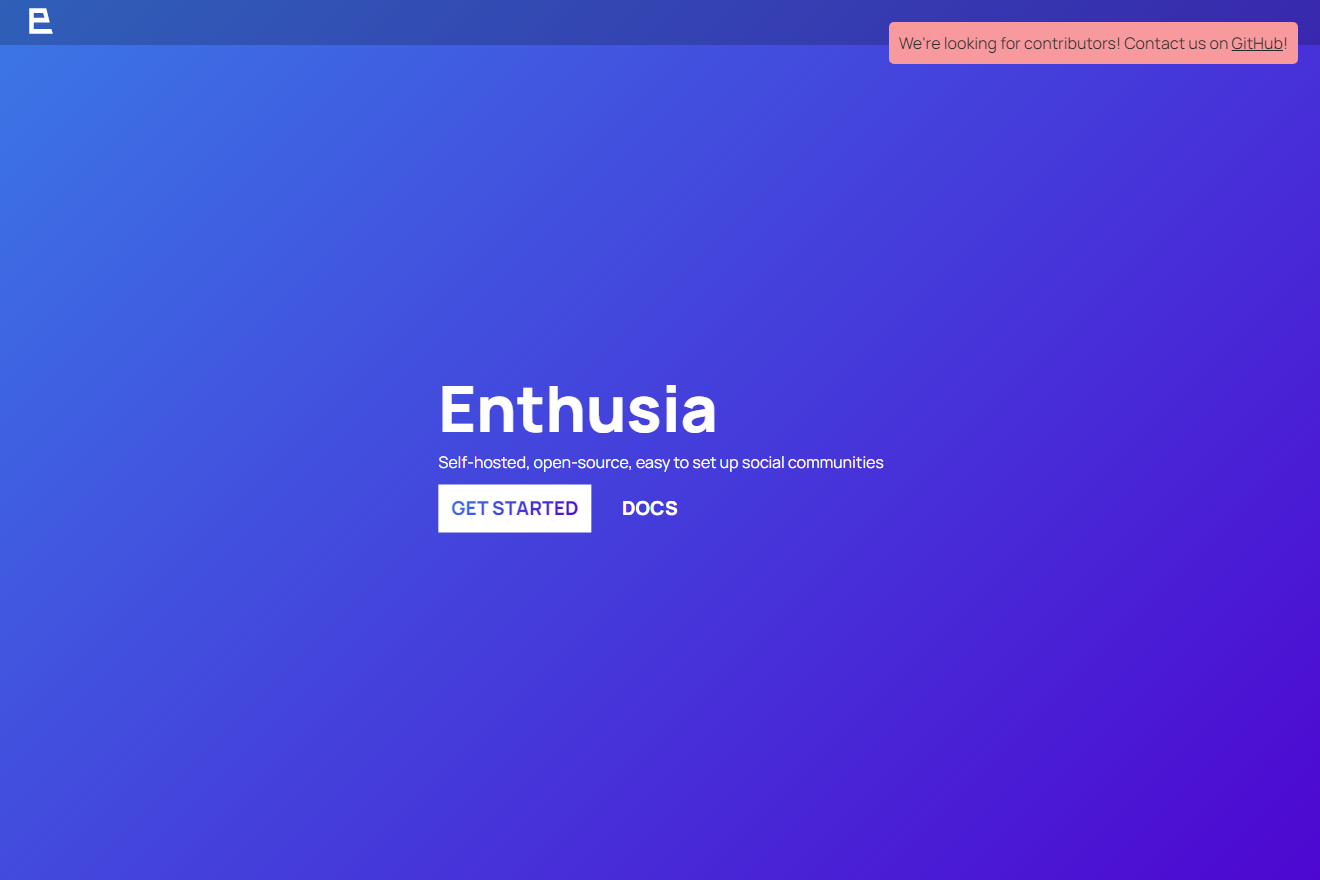 E
We're looking for contributors! Contact us on GitHub!
Enthusia
Self-hosted, open-source, easy to set up social communities
GET STARTED DOCS